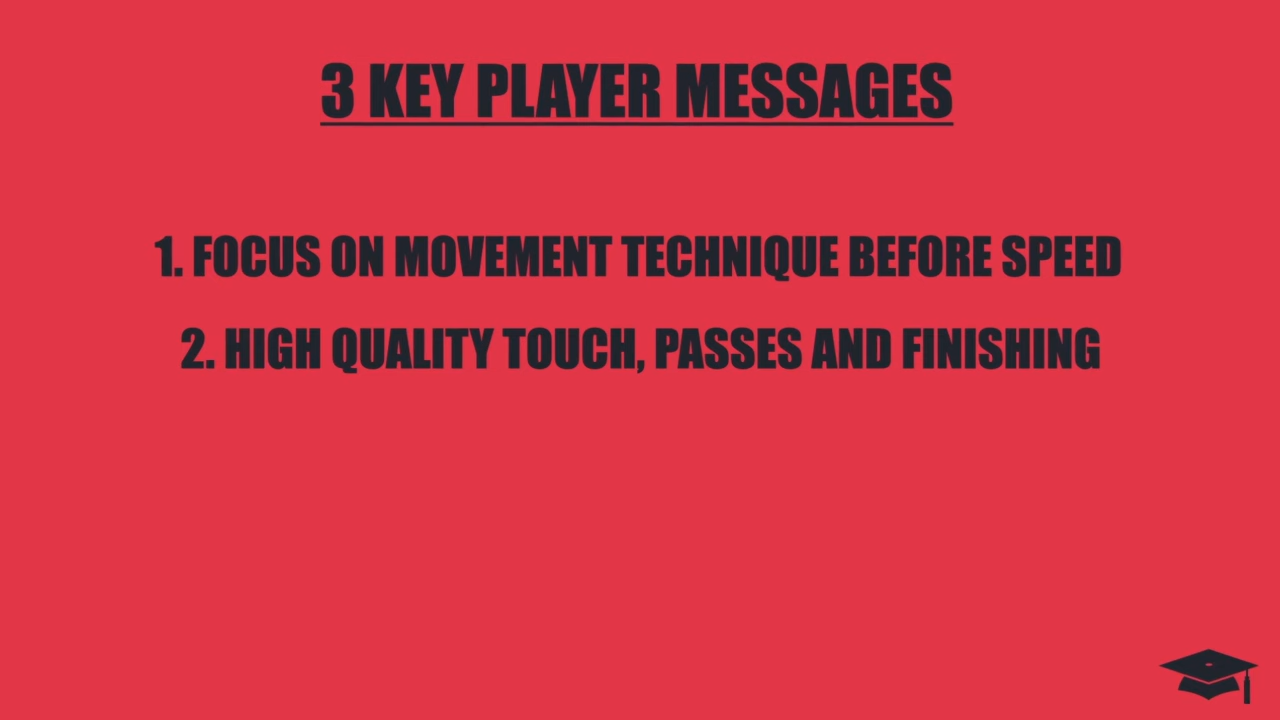 3 KEY PLAYER MESSAGES
1. FOCUS ON MOVEMENT TECHNIQUE BEFORE SPEED
2. HIGH QUALITY TOUCH, PASSES AND FINISHING